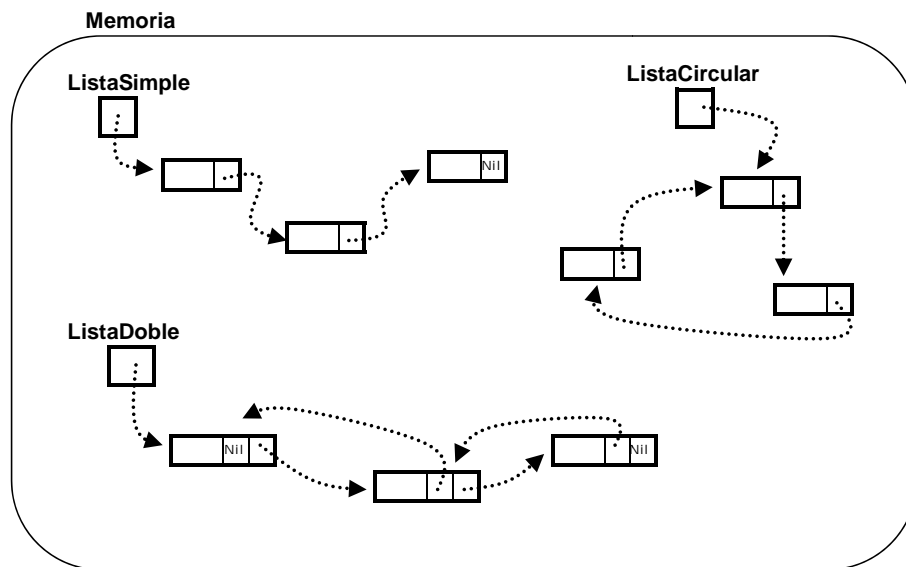 Memoria
ListaSimple
ListaCircular
Nil
ListaDoble
Nil
Nil